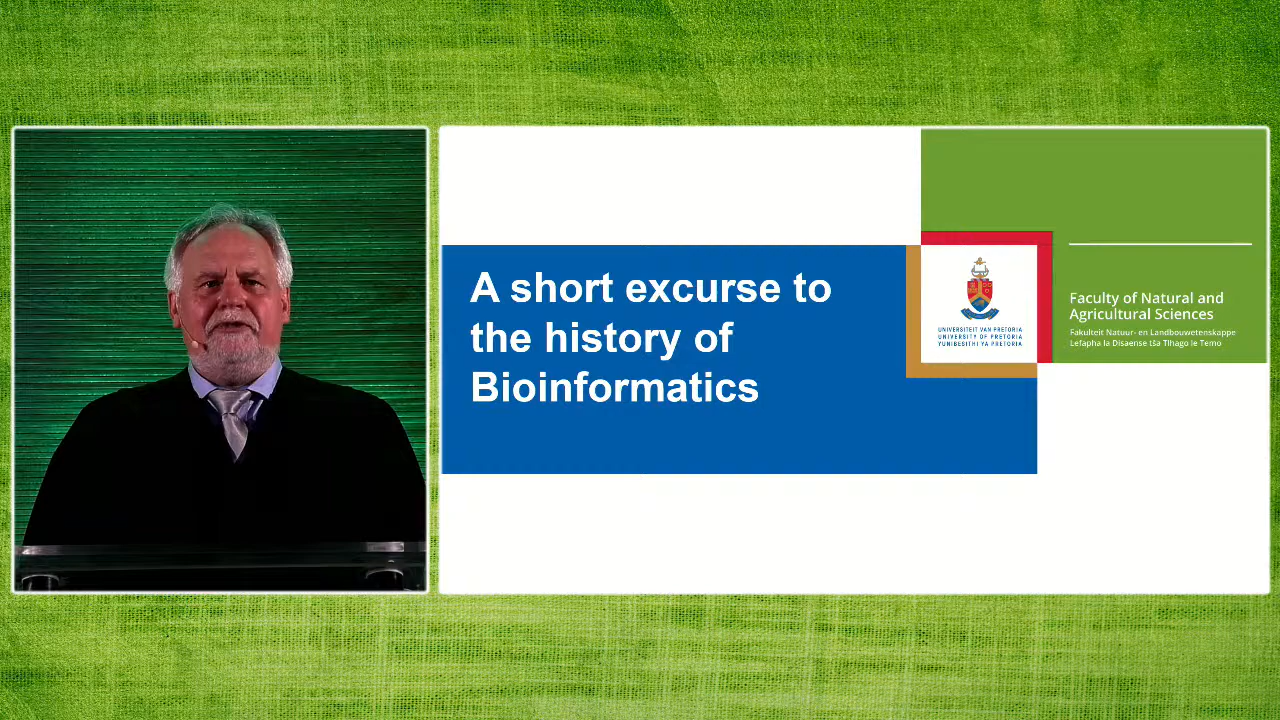 A short excurse to
the history of
Bioinformatics
UNIVERSITEIT VAN PRETORIA
UNIVERSITY OF PRETORIA
YUNIBESITHI YA PRETORIA
Faculty of Natural and
Agricultural Sciences
Fakulteit Natuur- en Landbouwetenskappe
Lefapha la Disaense tša Tlhago le Temo